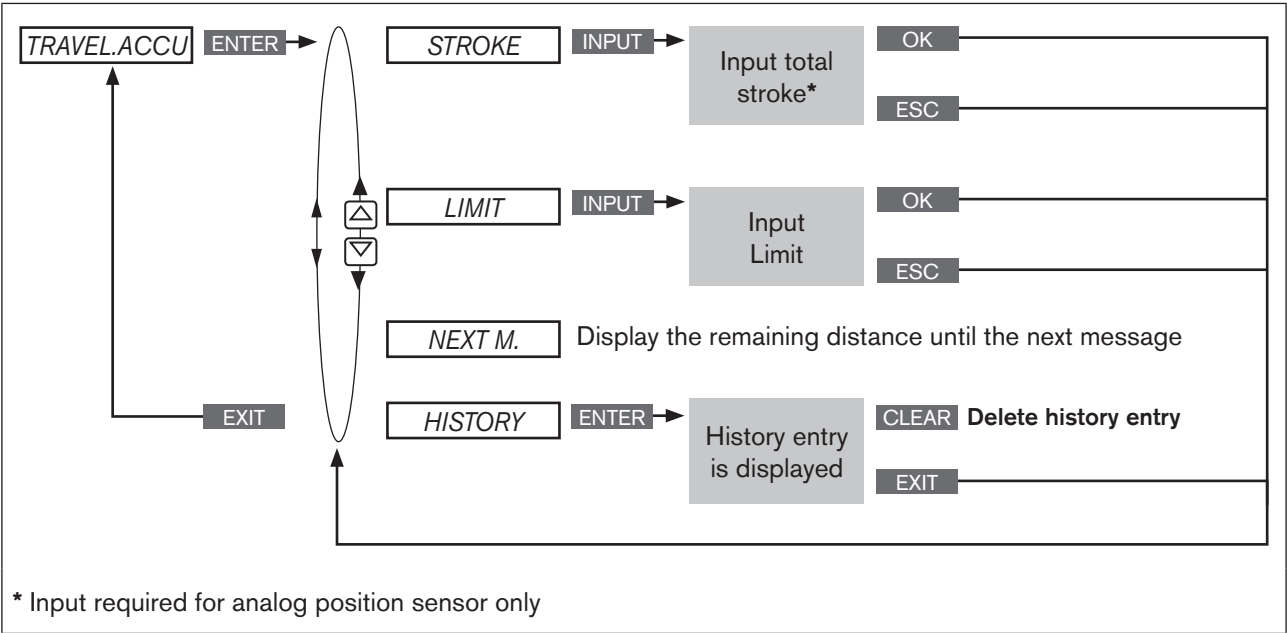 TRAVEL.ACCU ENTER STROKE INPUT Input total stroke* OK
ESC
LIMIT INPUT Input Limit OK
ESC
NEXT M. Display the remaining distance until the next message
EXIT HISTORY ENTER History entry is displayed CLEAR Delete history entry
EXIT
* Input required for analog position sensor only